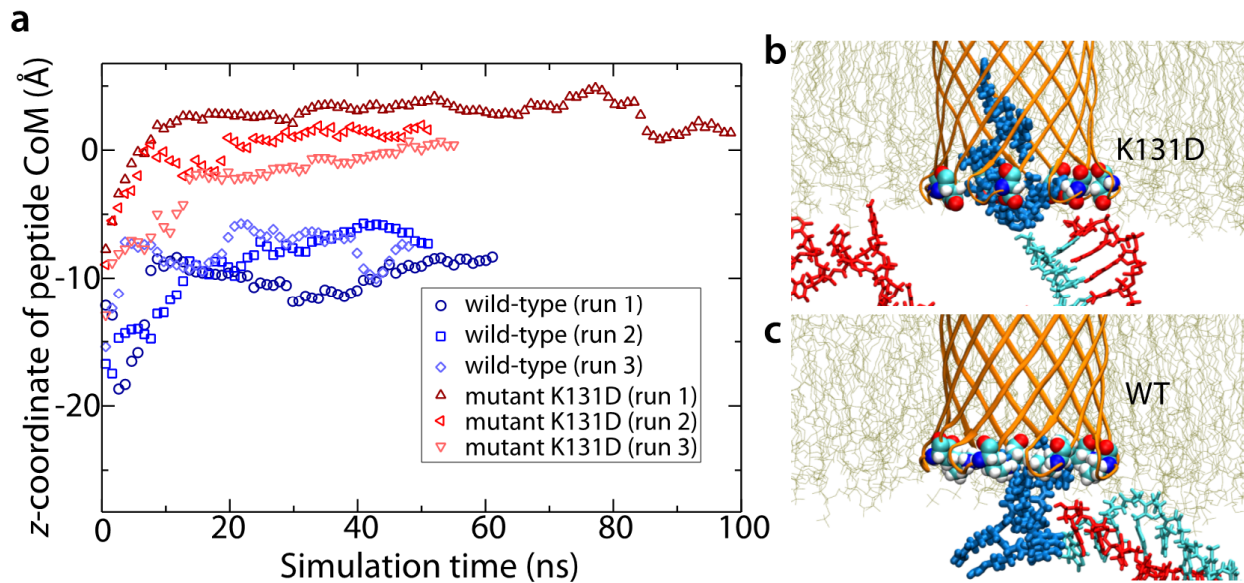 a
z-coordinate of peptide CoM (Å)
0
-10
-20
0
20
40
60
80
100
Simulation time (ns)
wild-type (run 1)
wild-type (run 2)
wild-type (run 3)
mutant K131D (run 1)
mutant K131D (run 2)
mutant K131D (run 3)
b
K131D
c
WT